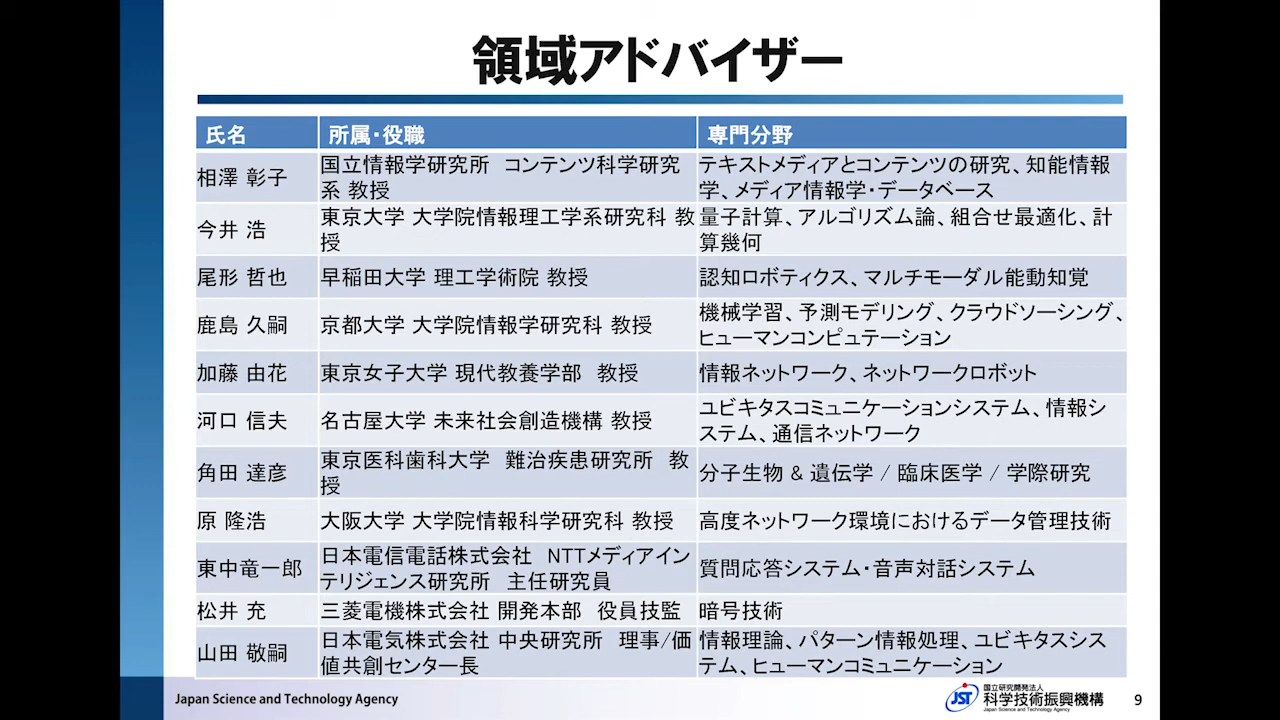 領域アドバイザー
氏名 所属・役職 専門分野
相澤 彰子 国立情報学研究所 コンテンツ科学研究系 教授 テキストメディアとコンテンツの研究、知能情報学、メディア情報学・データベース
今井 浩 東京大学 大学院情報理工学系研究科 教授 量子計算、アルゴリズム論、組合せ最適化、計算幾何
尾形 哲也 早稲田大学 理工学術院 教授 認知ロボティクス、マルチモーダル能動知覚
鹿島 久嗣 京都大学 大学院情報学研究科 教授 機械学習、予測モデリング、クラウドソーシング、ヒューマンコンピュテーション
加藤 由花 東京女子大学 現代教養学部 教授 情報ネットワーク、ネットワークロボット
河口 信夫 名古屋大学 未来社会創造機構 教授 ユビキタスコミュニケーションシステム、情報システム、通信ネットワーク
角田 達彦 東京医科歯科大学 難治疾患研究所 教授 分子生物 & 遺伝学 / 臨床医学 / 学際研究
原 隆浩 大阪大学 大学院情報科学研究科 教授 高度ネットワーク環境におけるデータ管理技術
東中竜一郎 日本電信電話株式会社 NTTメディアインテリジェンス研究所 主任研究員 質問応答システム・音声対話システム
松井 充 三菱電機株式会社 開発本部 役員技監 暗号技術
山田 敬嗣 日本電気株式会社 中央研究所 理事/価値共創センター長 情報理論、パターン情報処理、ユビキタスシステム、ヒューマンコミュニケーション
Japan Science and Technology Agency
JST
国立研究開発法人
科学技術振興機構
Japan Science and Technology Agency
9